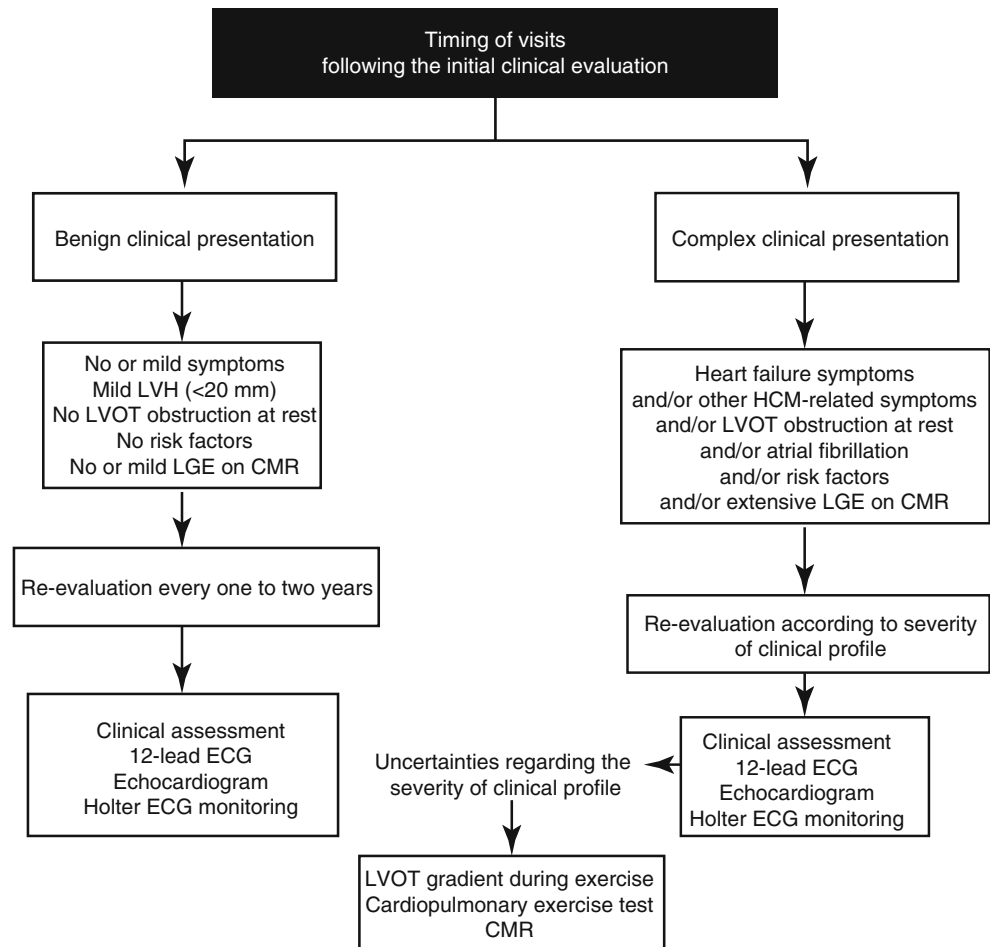 Timing of visits
following the initial clinical evaluation
Benign clinical presentation
Complex clinical presentation
No or mild symptoms
Mild LVH (<20 mm)
No LVOT obstruction at rest
No risk factors
No or mild LGE on CMR
Heart failure symptoms
and/or other HCM-related symptoms
and/or LVOT obstruction at rest
and/or atrial fibrillation
and/or risk factors
and/or extensive LGE on CMR
Re-evaluation every one to two years
Re-evaluation according to severity
of clinical profile
Clinical assessment
12-lead ECG
Echocardiogram
Holter ECG monitoring
Clinical assessment
12-lead ECG
Echocardiogram
Holter ECG monitoring
Uncertainties regarding the
severity of clinical profile
LVOT gradient during exercise
Cardiopulmonary exercise test
CMR